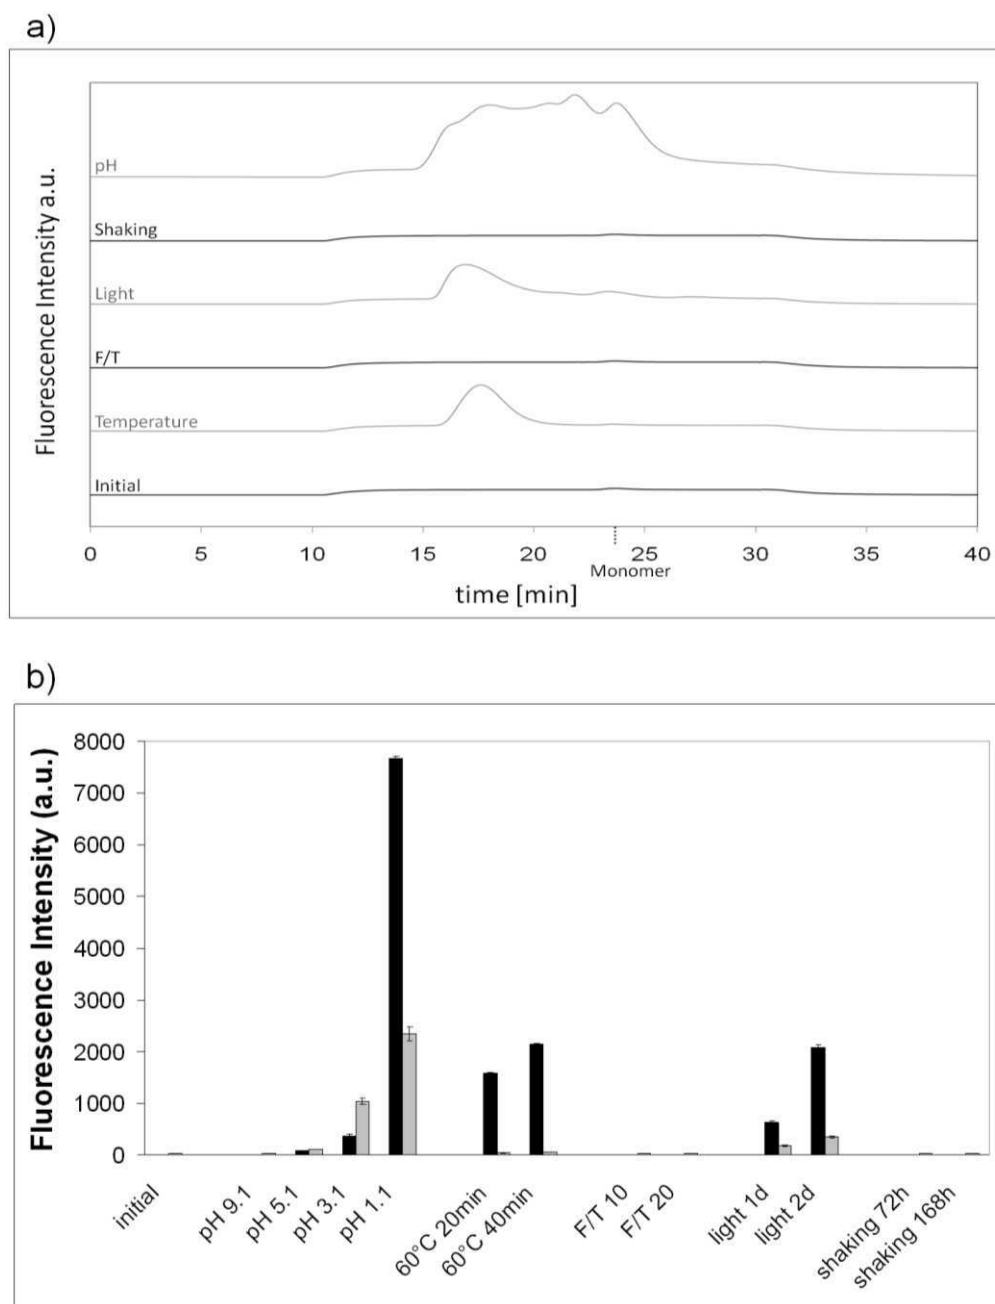 a)
Fluorescence Intensity a.u.
pH
Shaking
Light
F/T
Temperature
Initial
0 5 10 15 20 25 30 35 40
Monomer
time [min]
b)
Fluorescence Intensity (a.u.)
8000
7000
6000
5000
4000
3000
2000
1000
0
initial
pH 9.1
pH 5.1
pH 3.1
pH 1.1
60°C 20min
60°C 40min
F/T 10
F/T 20
light 1d
light 2d
shaking 72h
shaking 168h